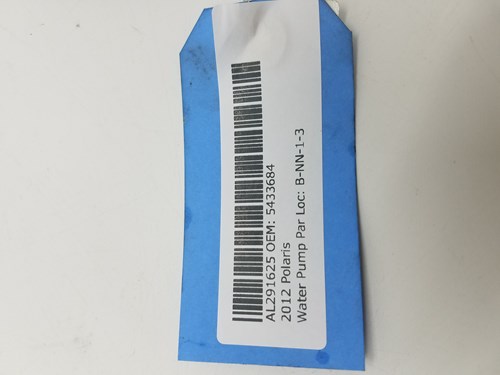 AL291625 OEM: 5433684
2012 Polaris
Water Pump Par Loc: B-NN-1-3